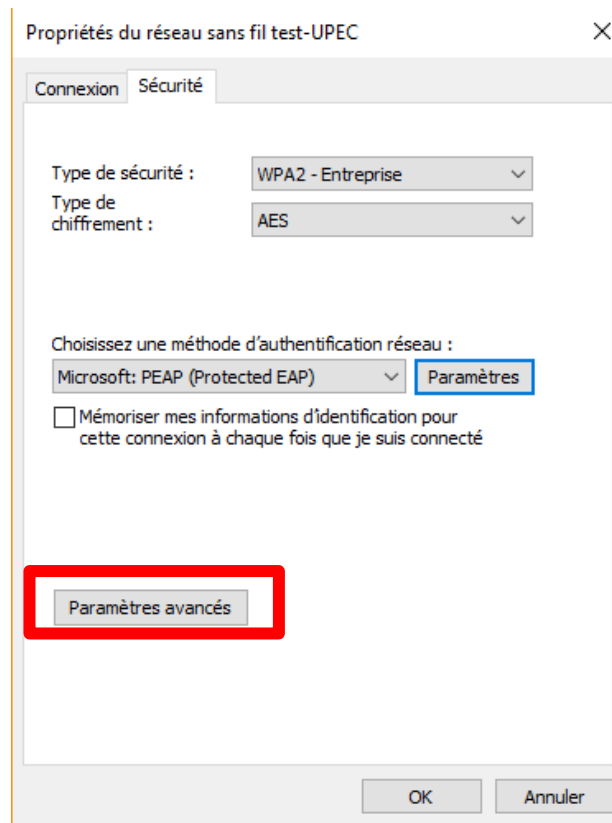 Propriétés du réseau sans fil test-UPEC
Connexion
Sécurité
Type de sécurité :
WPA2 - Entreprise
Type de
chiffrement :
AES
Choisissez une méthode d'authentification réseau :
Microsoft: PEAP (Protected EAP)
Paramètres
Mémoriser mes informations d'identification pour
cette connexion à chaque fois que je suis connecté
Paramètres avancés
OK
Annuler